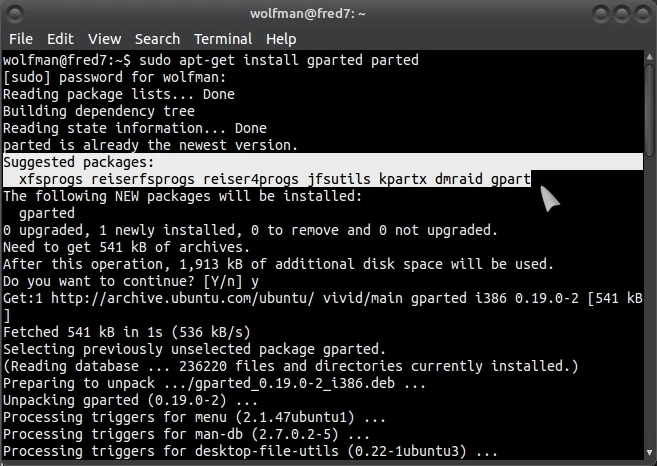 wolfman@fred7: ~
File Edit View Search Terminal Help
wolfman@fred7:~$ sudo apt-get install gparted parted
[sudo] password for wolfman:
Reading package lists... Done
Building dependency tree
Reading state information... Done
parted is already the newest version.
Suggested packages:
  xfsprogs reiserfsprogs reiser4progs jfsutils kpartx dmraid gpart
The following NEW packages will be installed:
  gparted
0 upgraded, 1 newly installed, 0 to remove and 0 not upgraded.
Need to get 541 kB of archives.
After this operation, 1,913 kB of additional disk space will be used.
Do you want to continue? [Y/n] y
Get:1 http://archive.ubuntu.com/ubuntu/ vivid/main gparted i386 0.19.0-2 [541 kB
]
Fetched 541 kB in 1s (536 kB/s)
Selecting previously unselected package gparted.
(Reading database ... 236220 files and directories currently installed.)
Preparing to unpack .../gparted_0.19.0-2_i386.deb ...
Unpacking gparted (0.19.0-2) ...
Processing triggers for menu (2.1.47ubuntu1) ...
Processing triggers for man-db (2.7.0.2-5) ...
Processing triggers for desktop-file-utils (0.22-1ubuntu3) ...